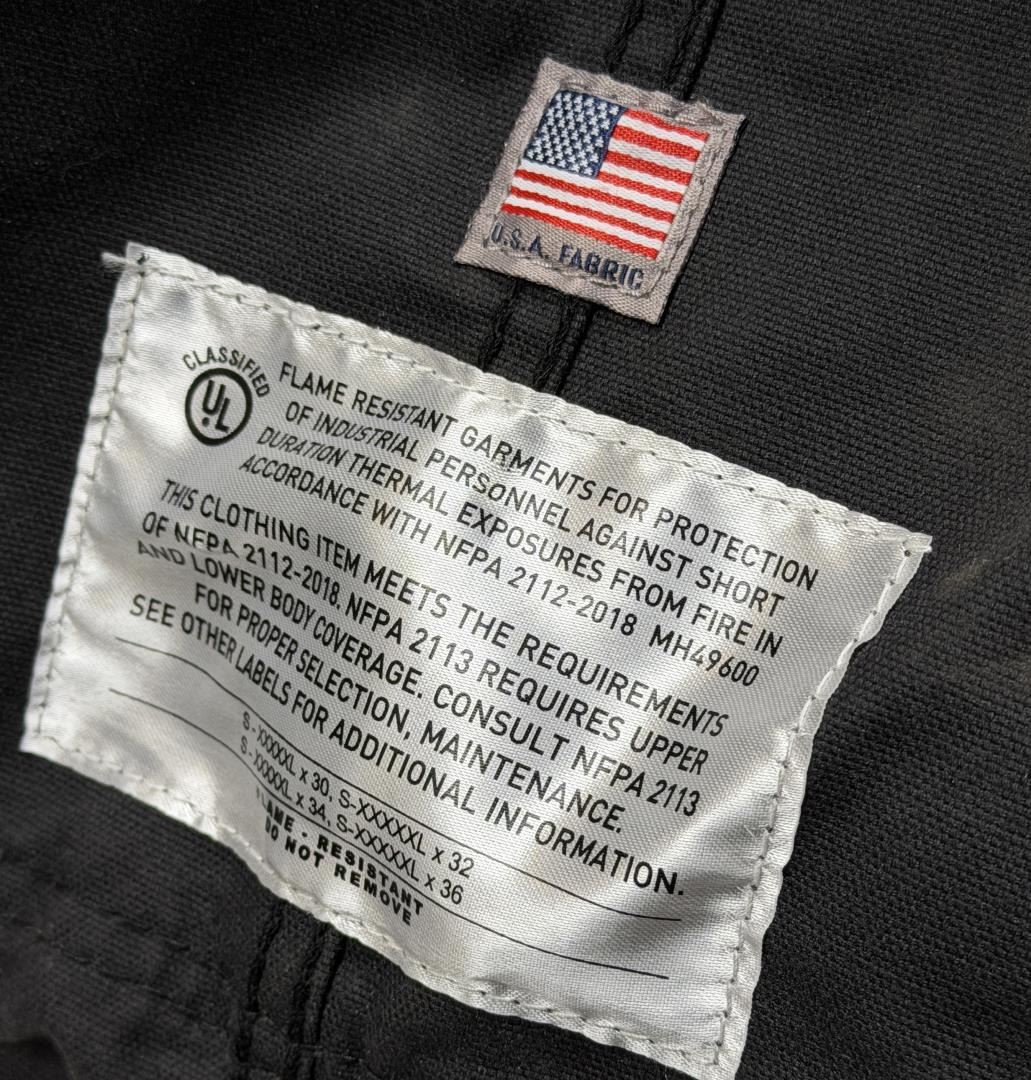 U.S.A. FABRIC
CLASSIFIED
UL
FLAME RESISTANT GARMENTS FOR PROTECTION
OF INDUSTRIAL PERSONNEL AGAINST SHORT
DURATION THERMAL EXPOSURES FROM FIRE IN
ACCORDANCE WITH NFPA 2112-2018 MH49600
THIS CLOTHING ITEM MEETS THE REQUIREMENTS
OF NFPA 2112-2018. NFPA 2113 REQUIRES UPPER
AND LOWER BODY COVERAGE. CONSULT NFPA 2113
FOR PROPER SELECTION, MAINTENANCE.
SEE OTHER LABELS FOR ADDITIONAL INFORMATION.
S-XXXXXL x 30, S-XXXXXL x 32
S-XXXXXL x 34, S-XXXXXL x 36
FLAME - RESISTANT
DO NOT REMOVE